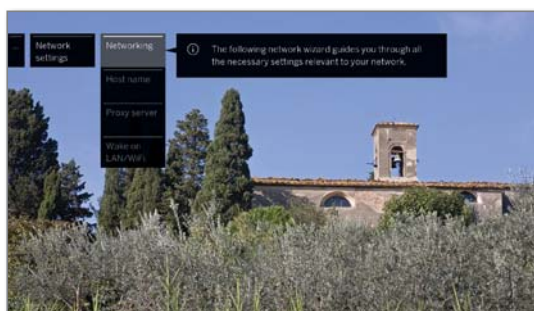 Network
settings
Networking
Host name
Proxy server
Wake on
LAN/WiFi
The following network wizard guides you through all
the necessary settings relevant to your network.